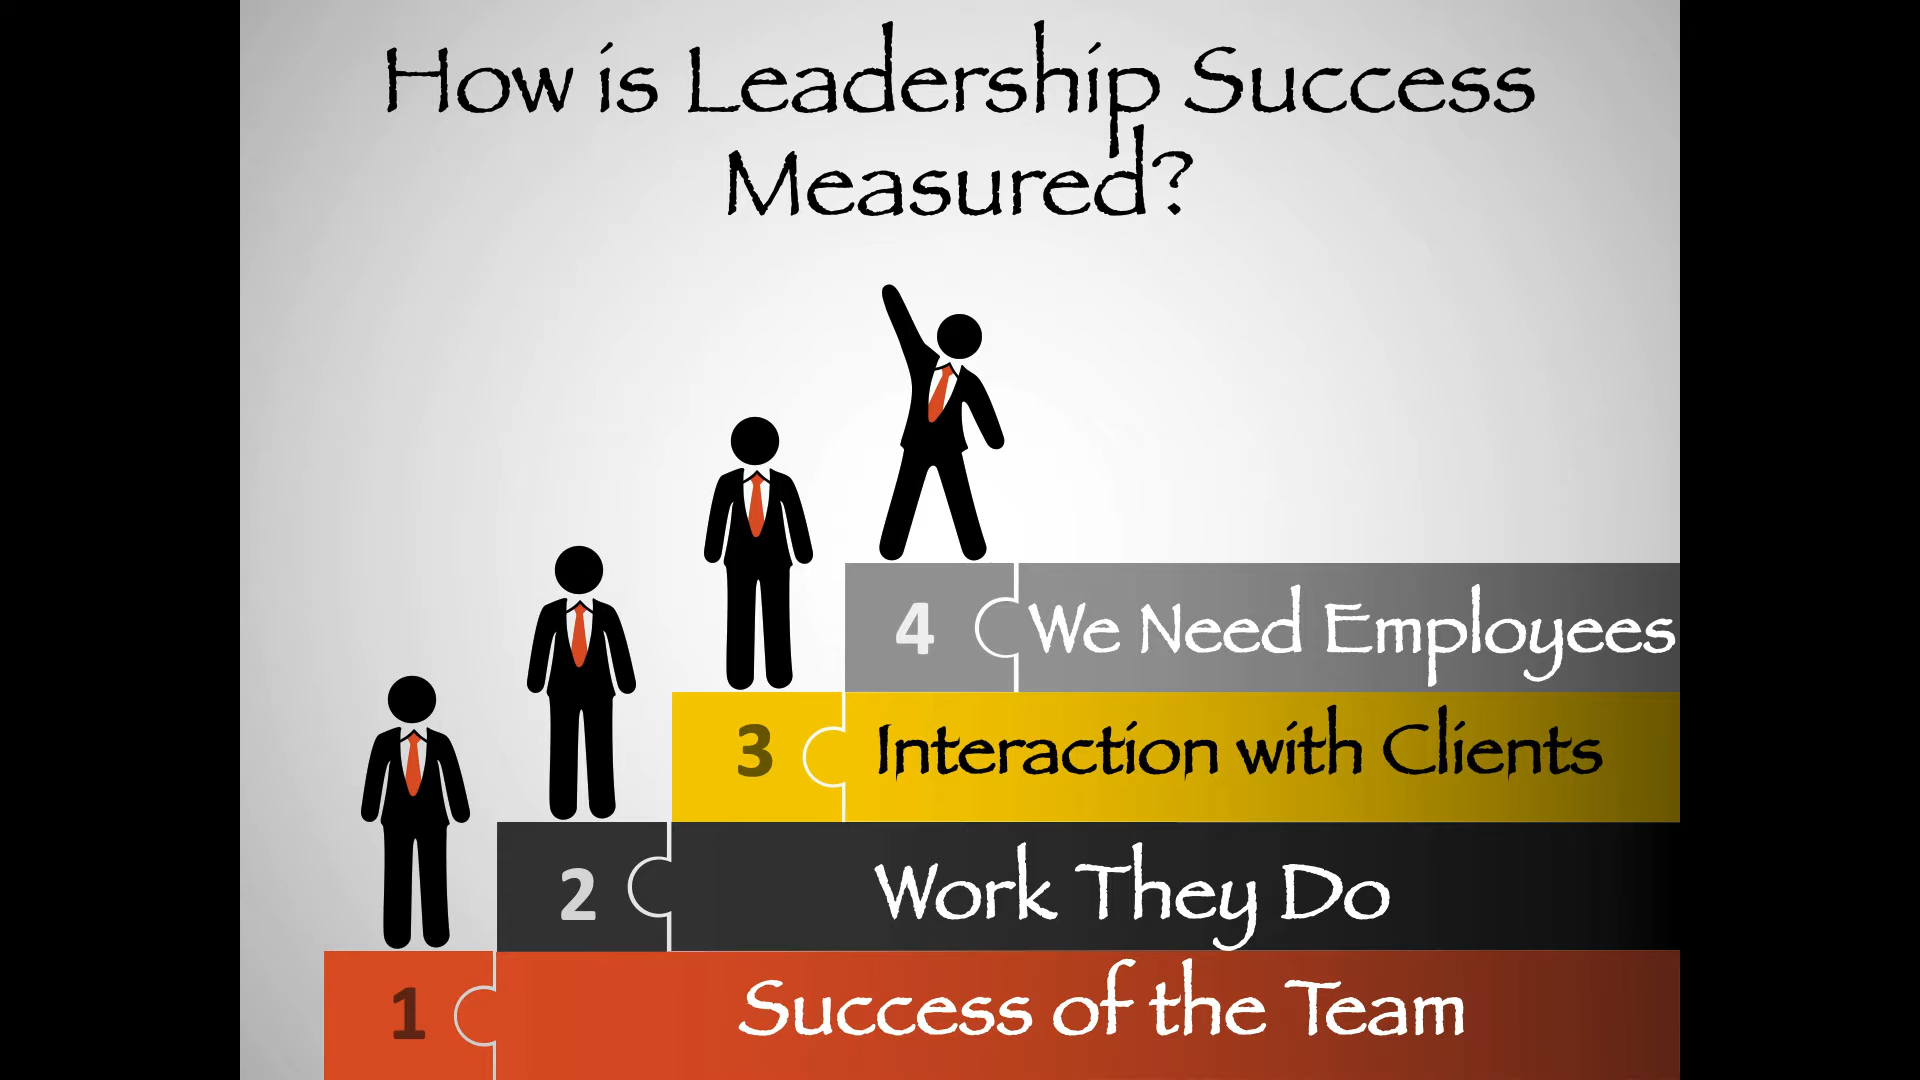 How is Leadership Success
Measured?
4 We Need Employees
3 Interaction with Clients
2 Work They Do
1 Success of the Team